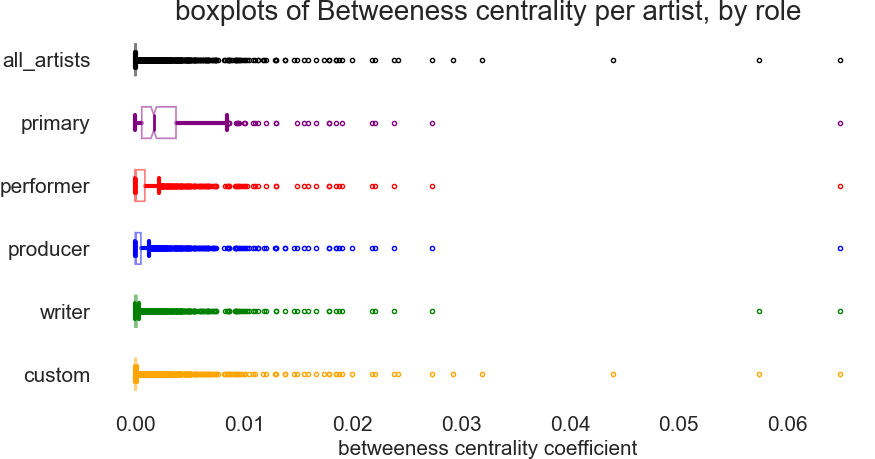 boxplots of Betweeness centrality per artist, by role
all_artists
primary
performer
producer
writer
custom
0.00 0.01 0.02 0.03 0.04 0.05 0.06
betweeness centrality coefficient